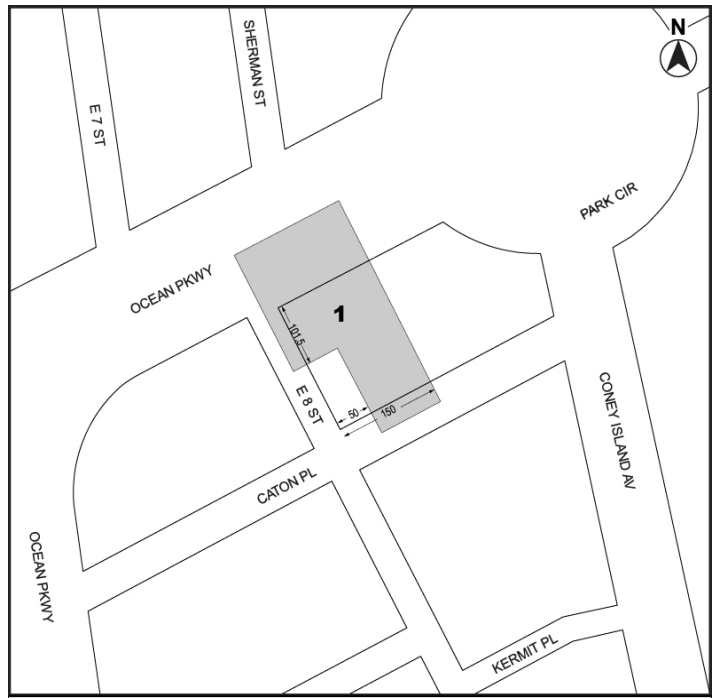 SHERMAN ST
N
E 7 ST
PARK CIR
OCEAN PKWY
1
101.5
E 8 ST
50
150
CONEY ISLAND AV
CATON PL
OCEAN PKWY
KERMIT PL